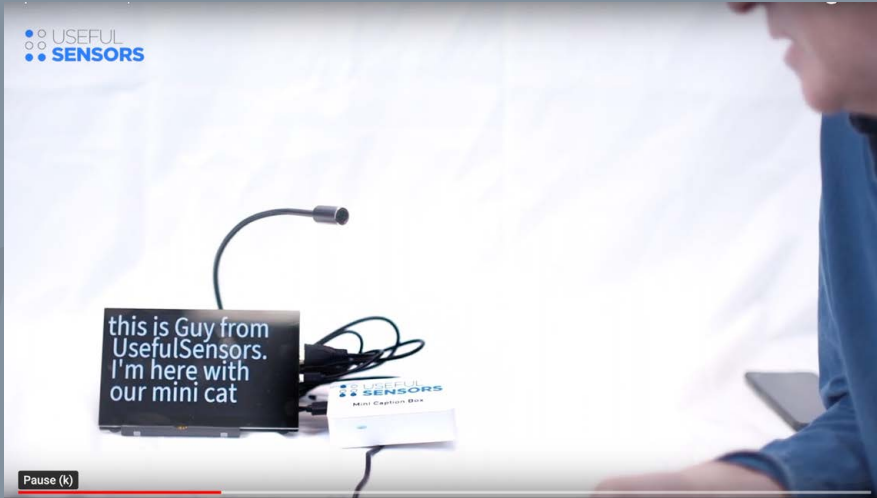 USEFUL
SENSORS
this is Guy from
UsefulSensors.
I'm here with
our mini cat
USEFUL
SENSORS
Mini Caption Box
Pause (k)